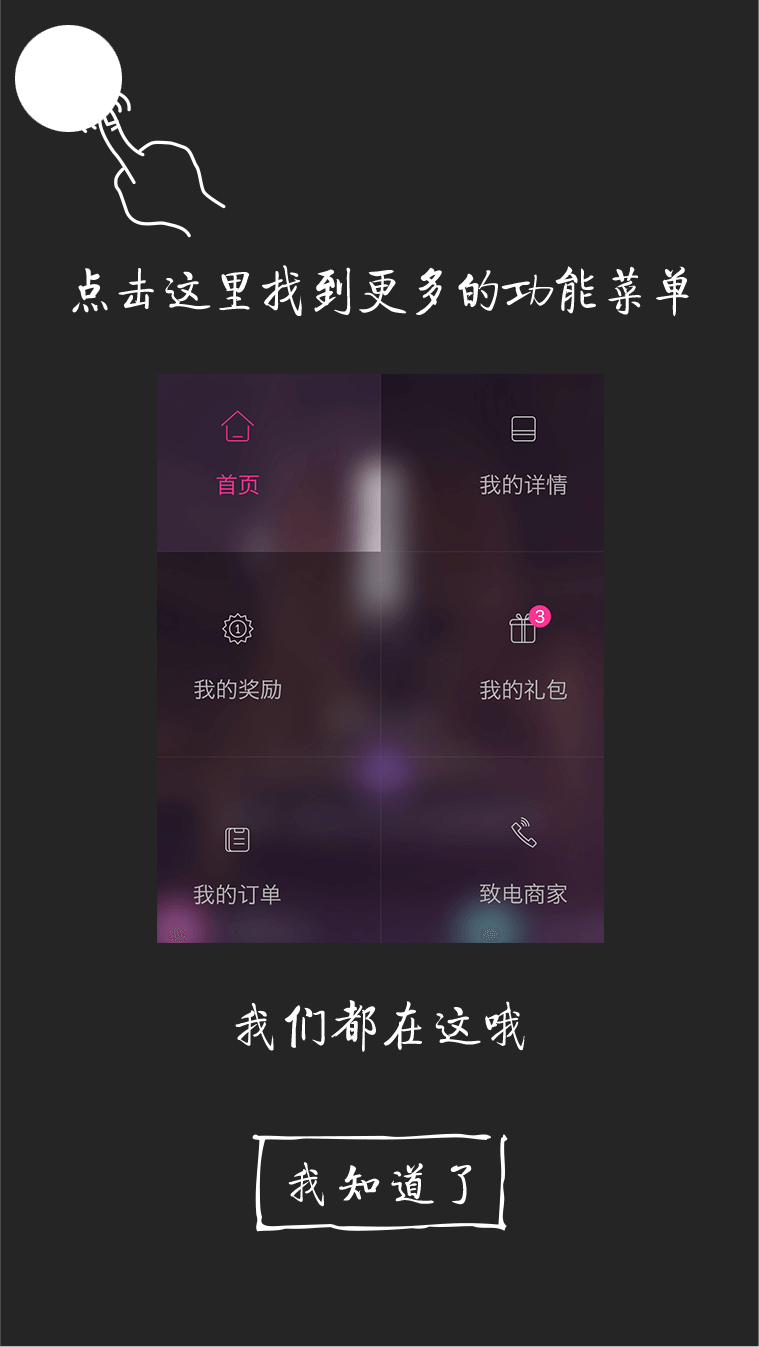 点击这里找到更多的功能菜单
首页
我的详情
1
3
我的奖励
我的礼包
我的订单
致电商家
我们都在这哦
我知道了